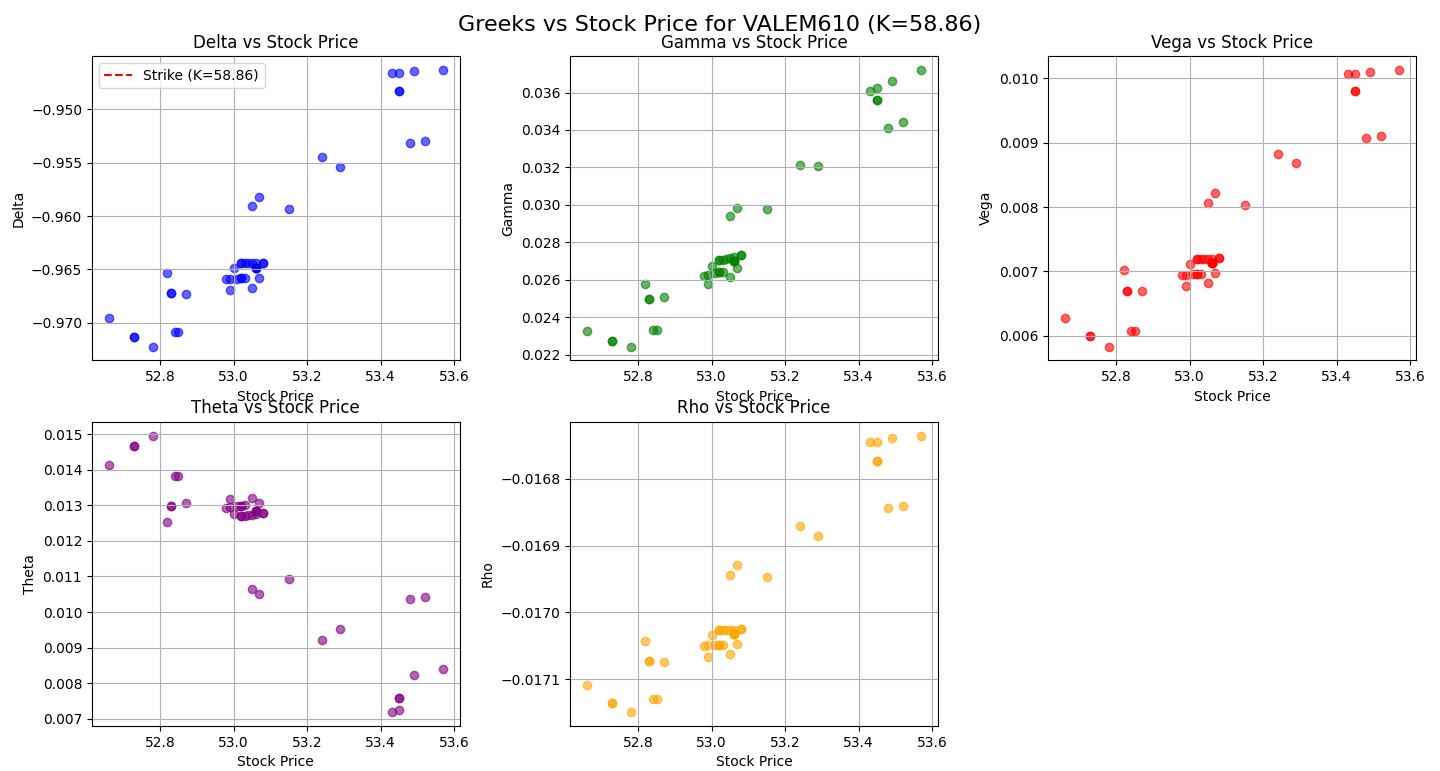 Greeks vs Stock Price for VALEM610 (K=58.86)
Delta vs Stock Price
Strike (K=58.86)
−0.950
−0.955
−0.960
−0.965
−0.970
Delta
52.8 53.0 53.2 53.4 53.6
Stock Price
Gamma vs Stock Price
0.036
0.034
0.032
0.030
0.028
0.026
0.024
0.022
Gamma
52.8 53.0 53.2 53.4 53.6
Stock Price
Vega vs Stock Price
0.010
0.009
0.008
0.007
0.006
Vega
52.8 53.0 53.2 53.4 53.6
Stock Price
Theta vs Stock Price
0.015
0.014
0.013
0.012
0.011
0.010
0.009
0.008
0.007
Theta
52.8 53.0 53.2 53.4 53.6
Stock Price
Rho vs Stock Price
−0.0168
−0.0169
−0.0170
−0.0171
Rho
52.8 53.0 53.2 53.4 53.6
Stock Price